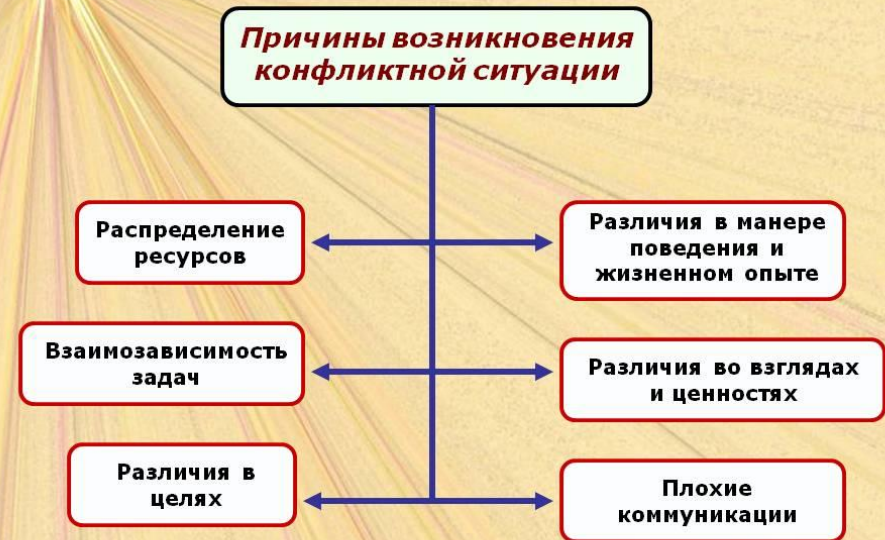 Причины возникновения
конфликтной ситуации
Распределение
ресурсов
Различия в манере
поведения и
жизненном опыте
Взаимозависимость
задач
Различия во взглядах
и ценностях
Различия в
целях
Плохие
коммуникации